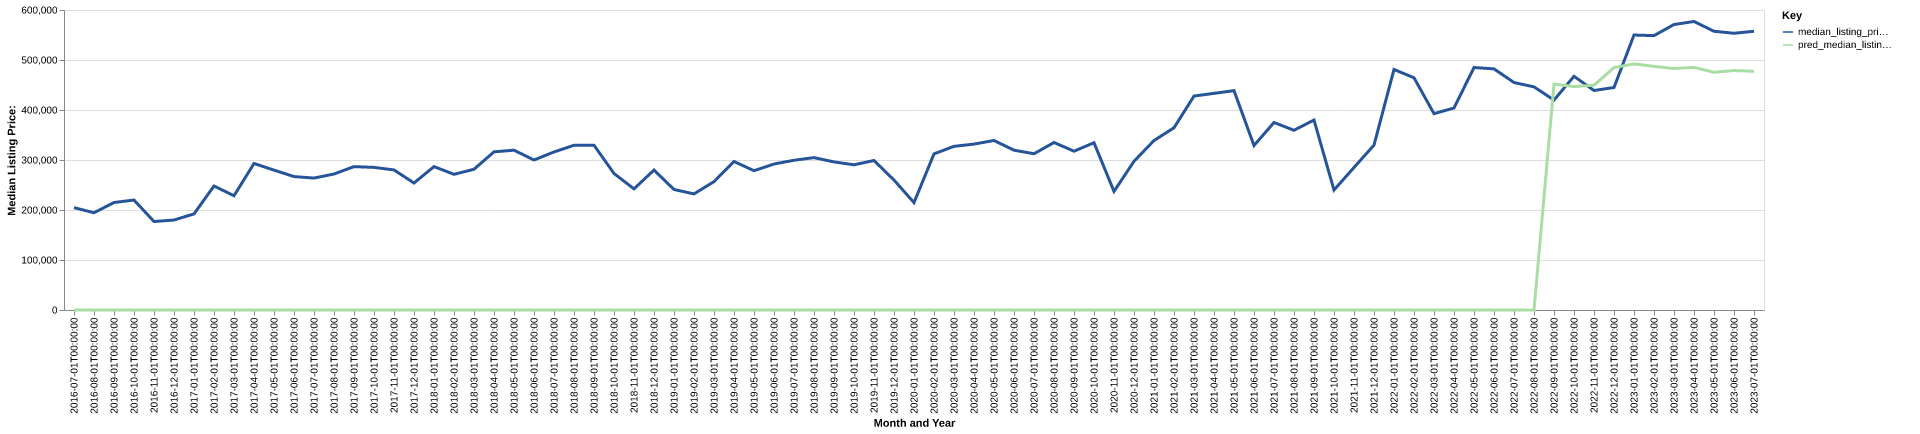 600,000
500,000
400,000
300,000
200,000
100,000
0
Median Listing Price:
2016-07-01T00:00:00
2016-08-01T00:00:00
2016-09-01T00:00:00
2016-10-01T00:00:00
2016-11-01T00:00:00
2016-12-01T00:00:00
2017-01-01T00:00:00
2017-02-01T00:00:00
2017-03-01T00:00:00
2017-04-01T00:00:00
2017-05-01T00:00:00
2017-06-01T00:00:00
2017-07-01T00:00:00
2017-08-01T00:00:00
2017-09-01T00:00:00
2017-10-01T00:00:00
2017-11-01T00:00:00
2017-12-01T00:00:00
2018-01-01T00:00:00
2018-02-01T00:00:00
2018-03-01T00:00:00
2018-04-01T00:00:00
2018-05-01T00:00:00
2018-06-01T00:00:00
2018-07-01T00:00:00
2018-08-01T00:00:00
2018-09-01T00:00:00
2018-10-01T00:00:00
2018-11-01T00:00:00
2018-12-01T00:00:00
2019-01-01T00:00:00
2019-02-01T00:00:00
2019-03-01T00:00:00
2019-04-01T00:00:00
2019-05-01T00:00:00
2019-06-01T00:00:00
2019-07-01T00:00:00
2019-08-01T00:00:00
2019-09-01T00:00:00
2019-10-01T00:00:00
2019-11-01T00:00:00
2019-12-01T00:00:00
2020-01-01T00:00:00
2020-02-01T00:00:00
2020-03-01T00:00:00
2020-04-01T00:00:00
2020-05-01T00:00:00
2020-06-01T00:00:00
2020-07-01T00:00:00
2020-08-01T00:00:00
2020-09-01T00:00:00
2020-10-01T00:00:00
2020-11-01T00:00:00
2020-12-01T00:00:00
2021-01-01T00:00:00
2021-02-01T00:00:00
2021-03-01T00:00:00
2021-04-01T00:00:00
2021-05-01T00:00:00
2021-06-01T00:00:00
2021-07-01T00:00:00
2021-08-01T00:00:00
2021-09-01T00:00:00
2021-10-01T00:00:00
2021-11-01T00:00:00
2021-12-01T00:00:00
2022-01-01T00:00:00
2022-02-01T00:00:00
2022-03-01T00:00:00
2022-04-01T00:00:00
2022-05-01T00:00:00
2022-06-01T00:00:00
2022-07-01T00:00:00
2022-08-01T00:00:00
2022-09-01T00:00:00
2022-10-01T00:00:00
2022-11-01T00:00:00
2022-12-01T00:00:00
2023-01-01T00:00:00
2023-02-01T00:00:00
2023-03-01T00:00:00
2023-04-01T00:00:00
2023-05-01T00:00:00
2023-06-01T00:00:00
2023-07-01T00:00:00
Month and Year
Key
median_listing_pri…
pred_median_listin…